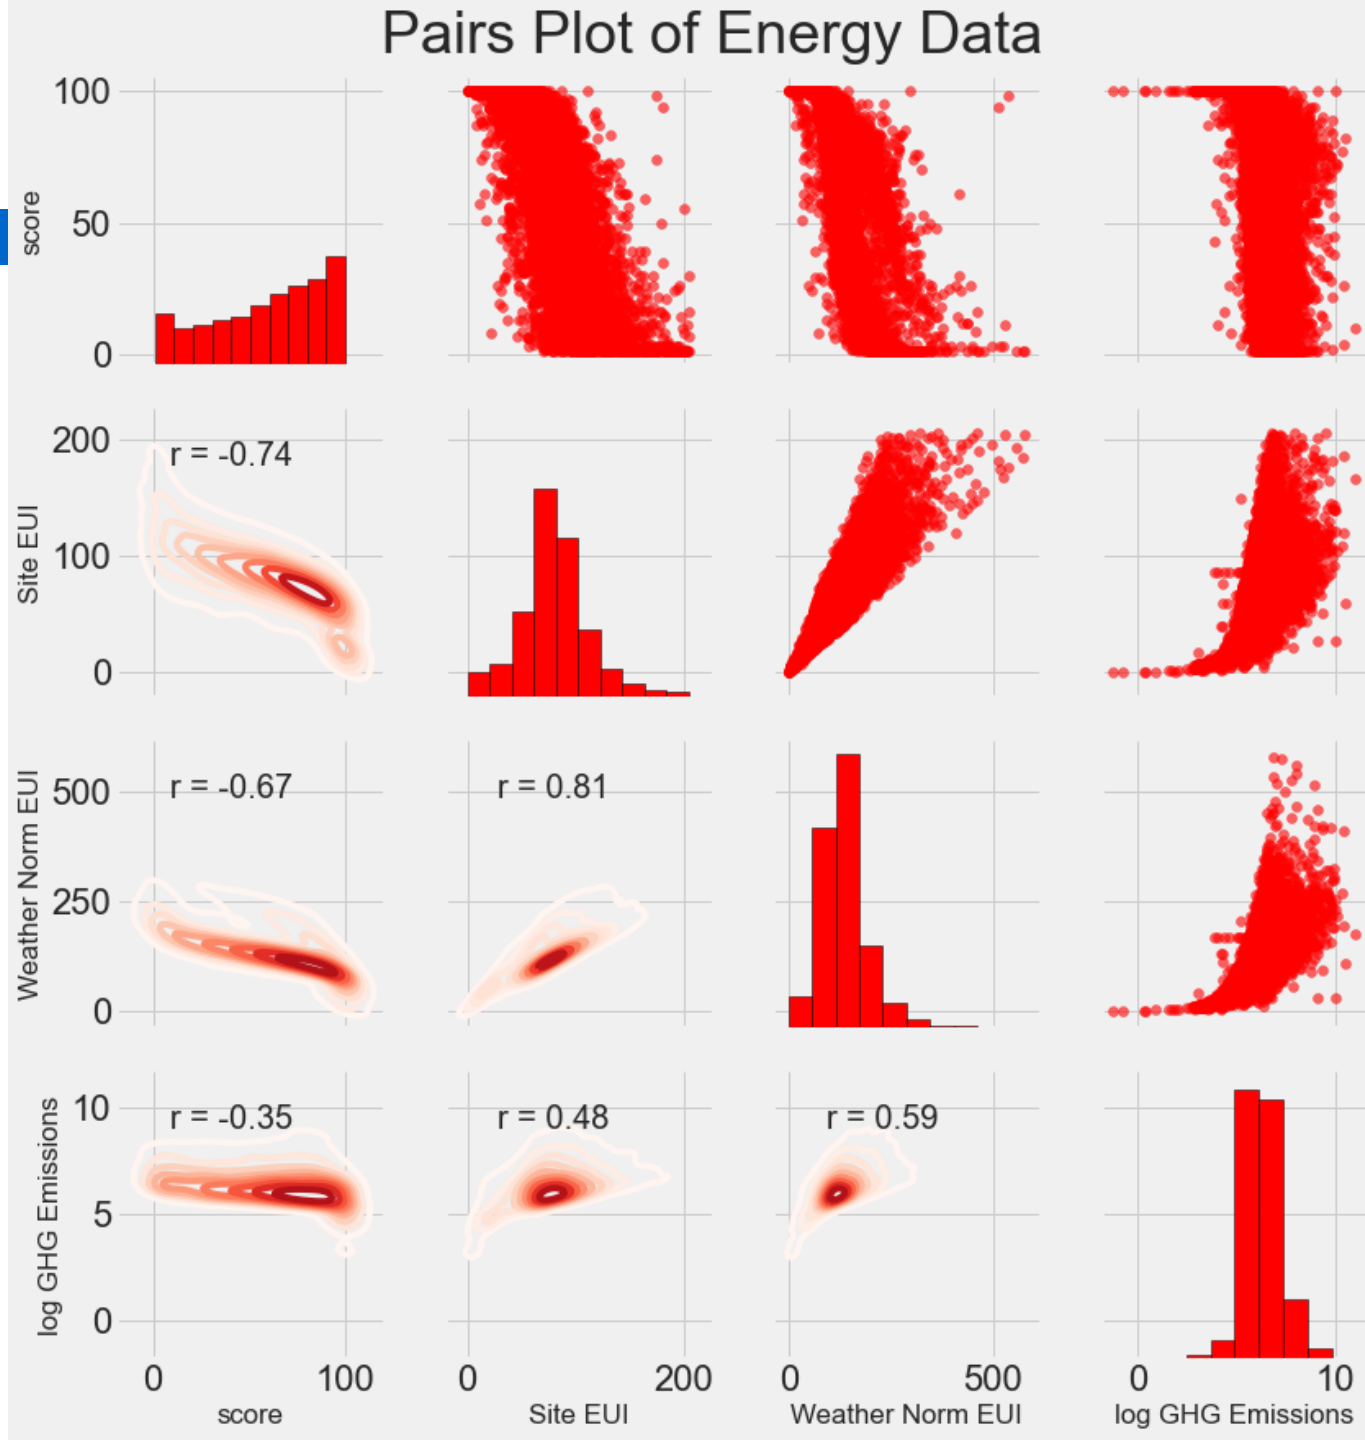 Pairs Plot of Energy Data
100
50
0
score
200
100
0
Site EUI
r = -0.74
500
250
0
Weather Norm EUI
r = -0.67
r = 0.81
10
5
0
log GHG Emissions
r = -0.35
r = 0.48
r = 0.59
0 100 0 200 0 500 0 10
score Site EUI Weather Norm EUI log GHG Emissions